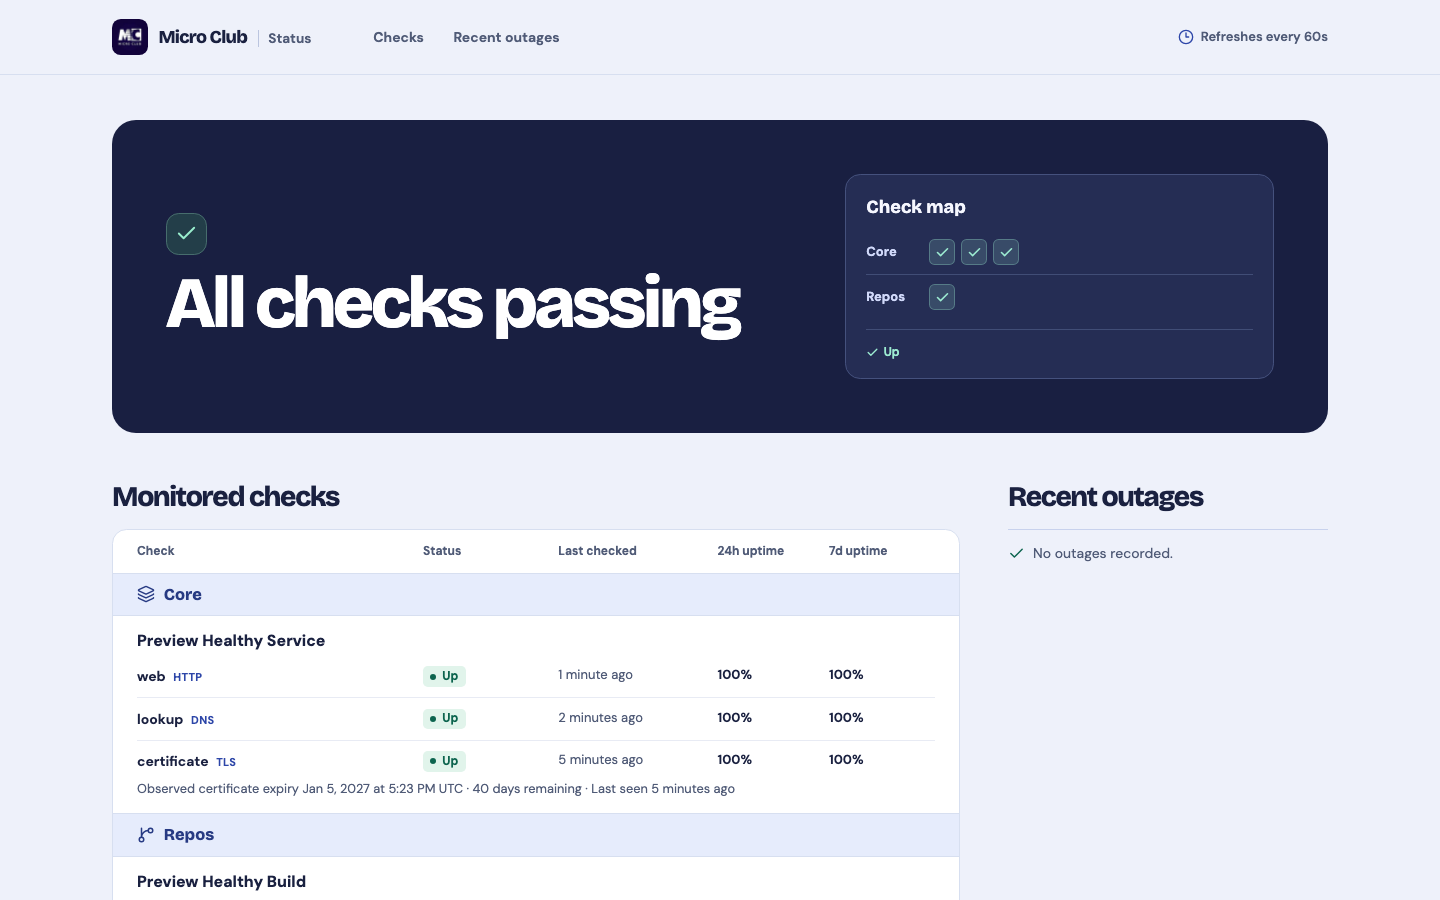 MC
MICRO CLUB
Micro Club
Status
Checks
Recent outages
Refreshes every 60s
All checks passing
Check map
Core
Repos
Up
Monitored checks
Check Status Last checked 24h uptime 7d uptime
Core
Preview Healthy Service
web HTTP Up 1 minute ago 100% 100%
lookup DNS Up 2 minutes ago 100% 100%
certificate TLS Up 5 minutes ago 100% 100%
Observed certificate expiry Jan 5, 2027 at 5:23 PM UTC · 40 days remaining · Last seen 5 minutes ago
Repos
Preview Healthy Build
Recent outages
No outages recorded.